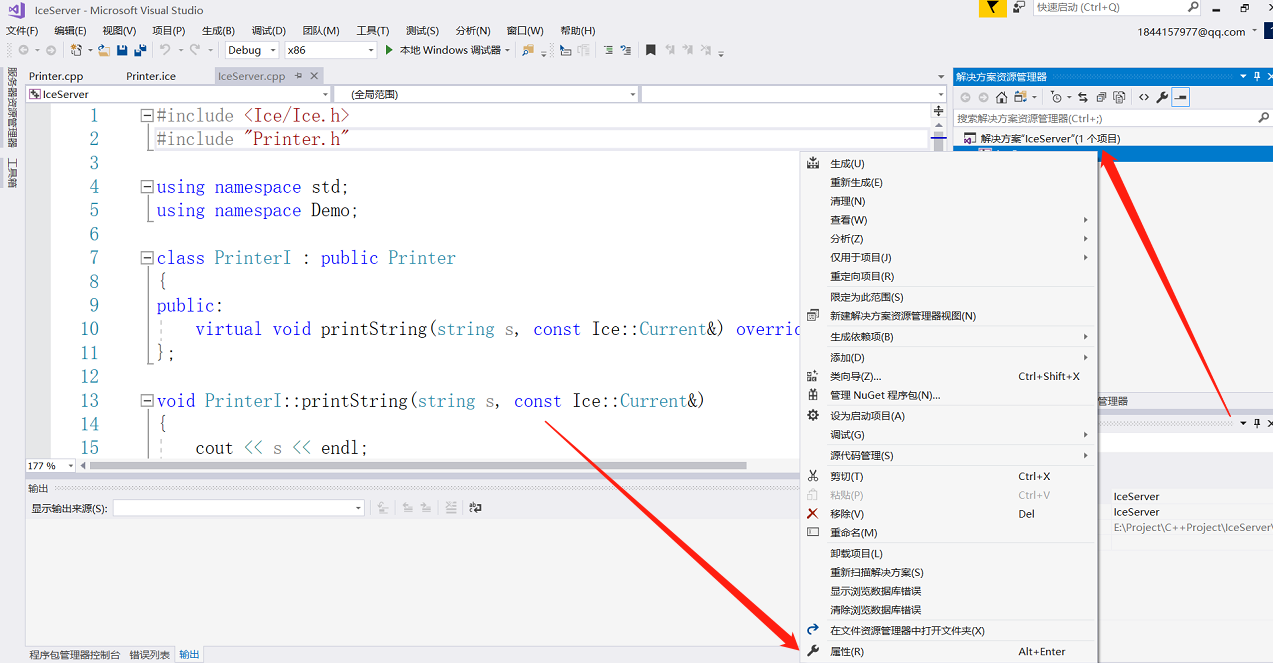 IceServer - Microsoft Visual Studio
快速启动 (Ctrl+Q)
文件(F) 编辑(E) 视图(V) 项目(P) 生成(B) 调试(D) 团队(M) 工具(T) 测试(S) 分析(N) 窗口(W) 帮助(H)
1844157977@qq.com
Debug x86 本地 Windows 调试器
服务器资源管理器
工具箱
Printer.cpp Printer.ice IceServer.cpp
IceServer (全局范围)
1 #include <Ice/Ice.h>
2 #include "Printer.h"
3
4 using namespace std;
5 using namespace Demo;
6
7 class PrinterI : public Printer
8 {
9 public:
10 virtual void printString(string s, const Ice::Current&) overrid
11 };
12
13 void PrinterI::printString(string s, const Ice::Current&)
14 {
15 cout << s << endl;
177 %
输出
显示输出来源(S):
程序包管理器控制台 错误列表 输出
解决方案资源管理器
搜索解决方案资源管理器(Ctrl+;)
解决方案"IceServer"(1 个项目)
生成(U)
重新生成(E)
清理(N)
查看(W)
分析(Z)
仅用于项目(J)
重定向项目(R)
限定为此范围(S)
新建解决方案资源管理器视图(N)
生成依赖项(B)
添加(D)
类向导(Z)... Ctrl+Shift+X
管理 NuGet 程序包(N)...
设为启动项目(A)
调试(G)
源代码管理(S)
剪切(T) Ctrl+X
粘贴(P) Ctrl+V
移除(V) Del
重命名(M)
卸载项目(L)
重新扫描解决方案(S)
显示浏览数据库错误
清除浏览数据库错误
在文件资源管理器中打开文件夹(X)
属性(R) Alt+Enter
管理器
IceServer
IceServer
E:\Project\C++Project\IceServer\